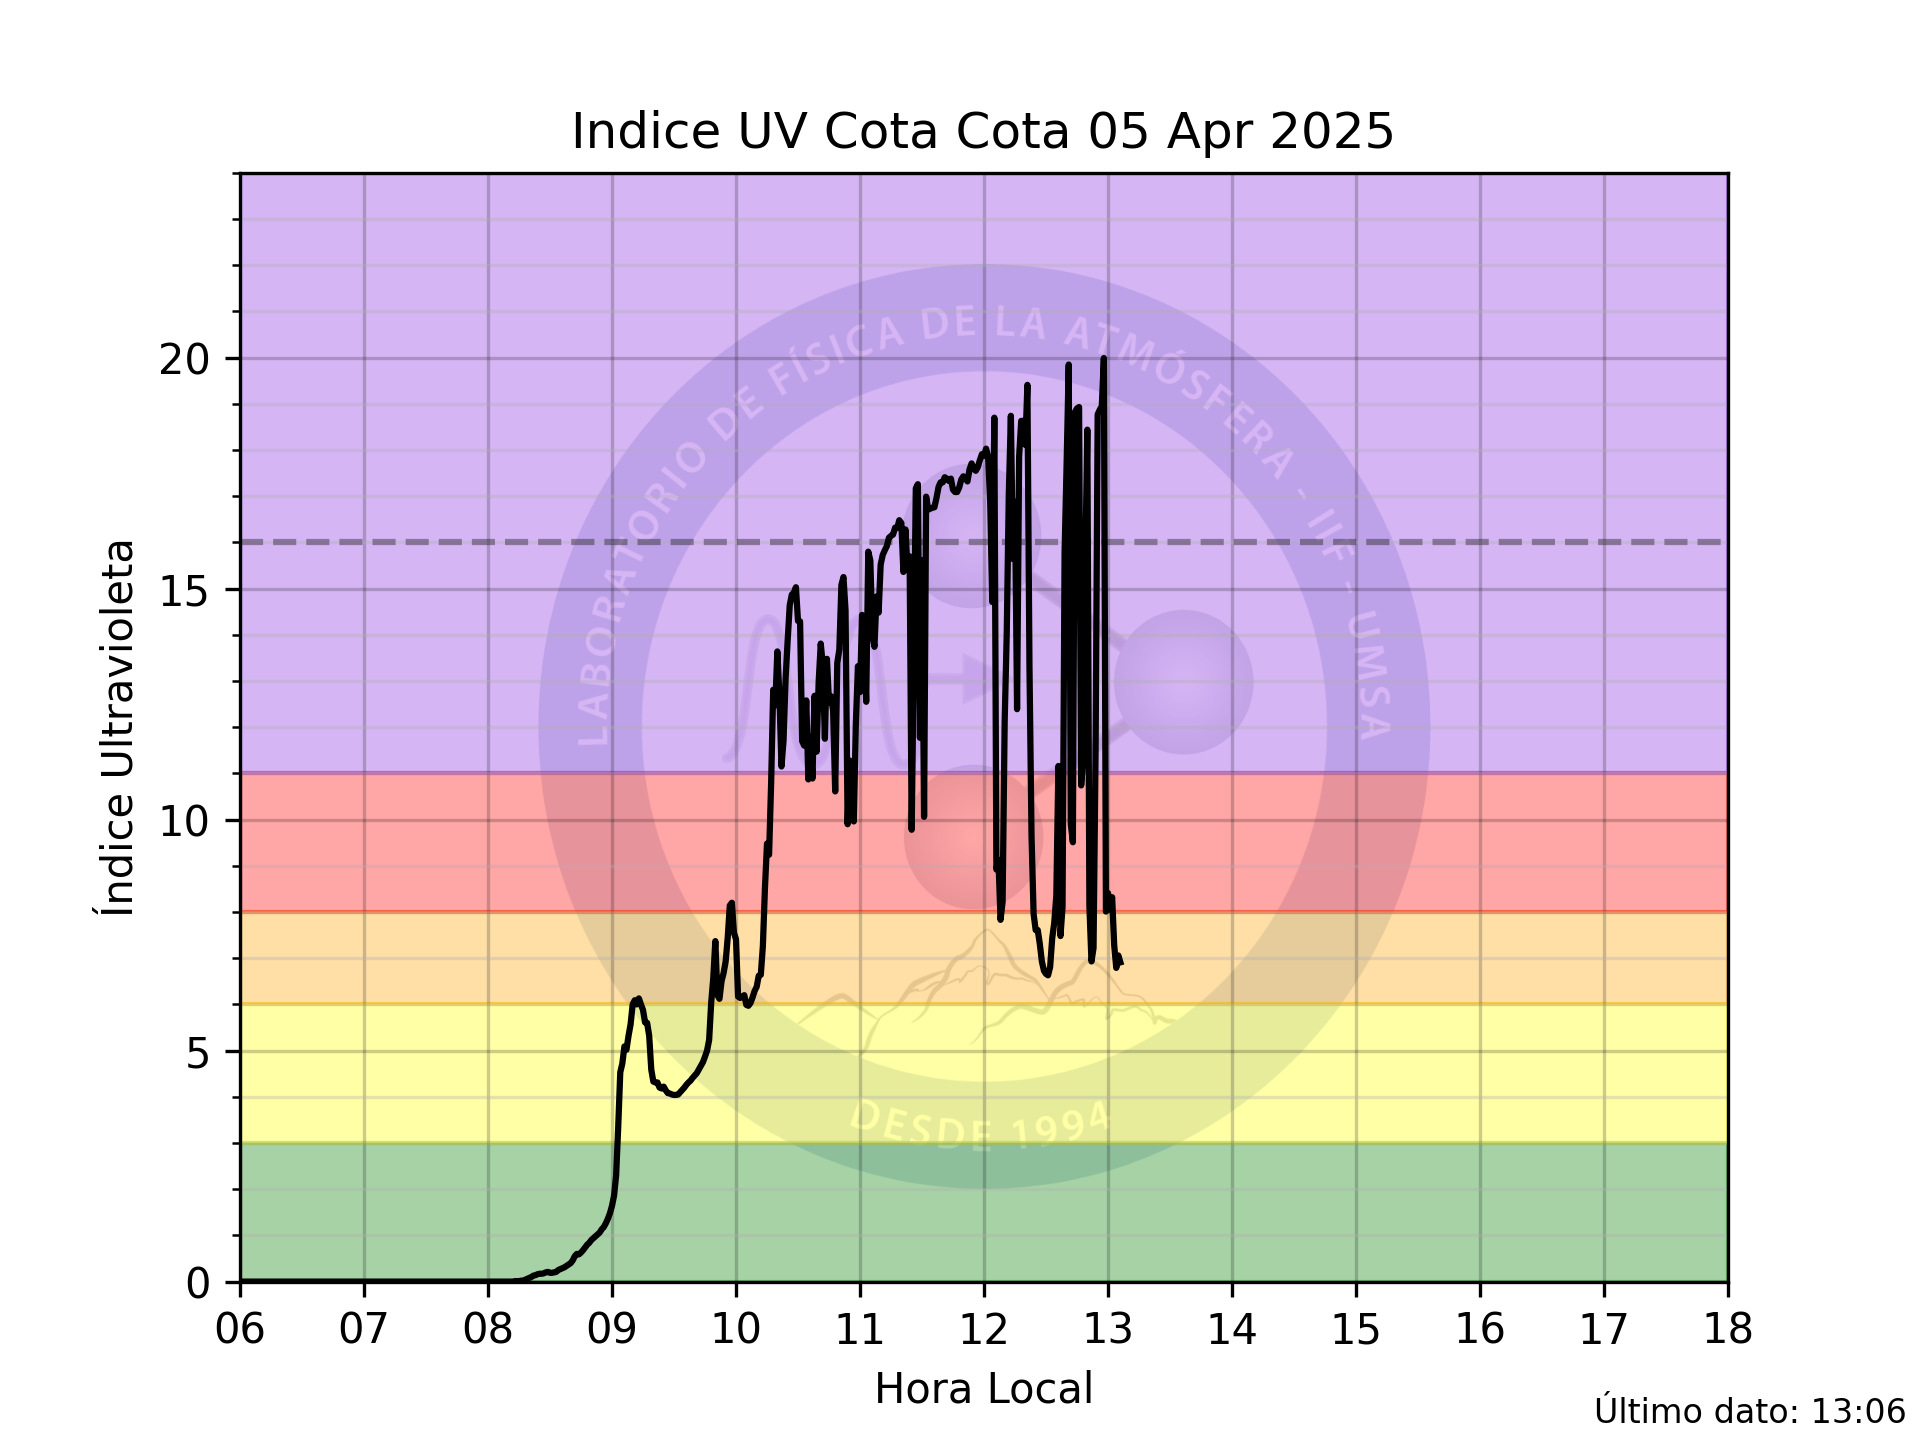 Indice UV Cota Cota 05 Apr 2025
20
15
10
5
0
Índice Ultravioleta
LABORATORIO DE FÍSICA DE LA ATMÓSFERA - IIF - UMSA
DESDE 1994
06 07 08 09 10 11 12 13 14 15 16 17 18
Hora Local
Último dato: 13:06